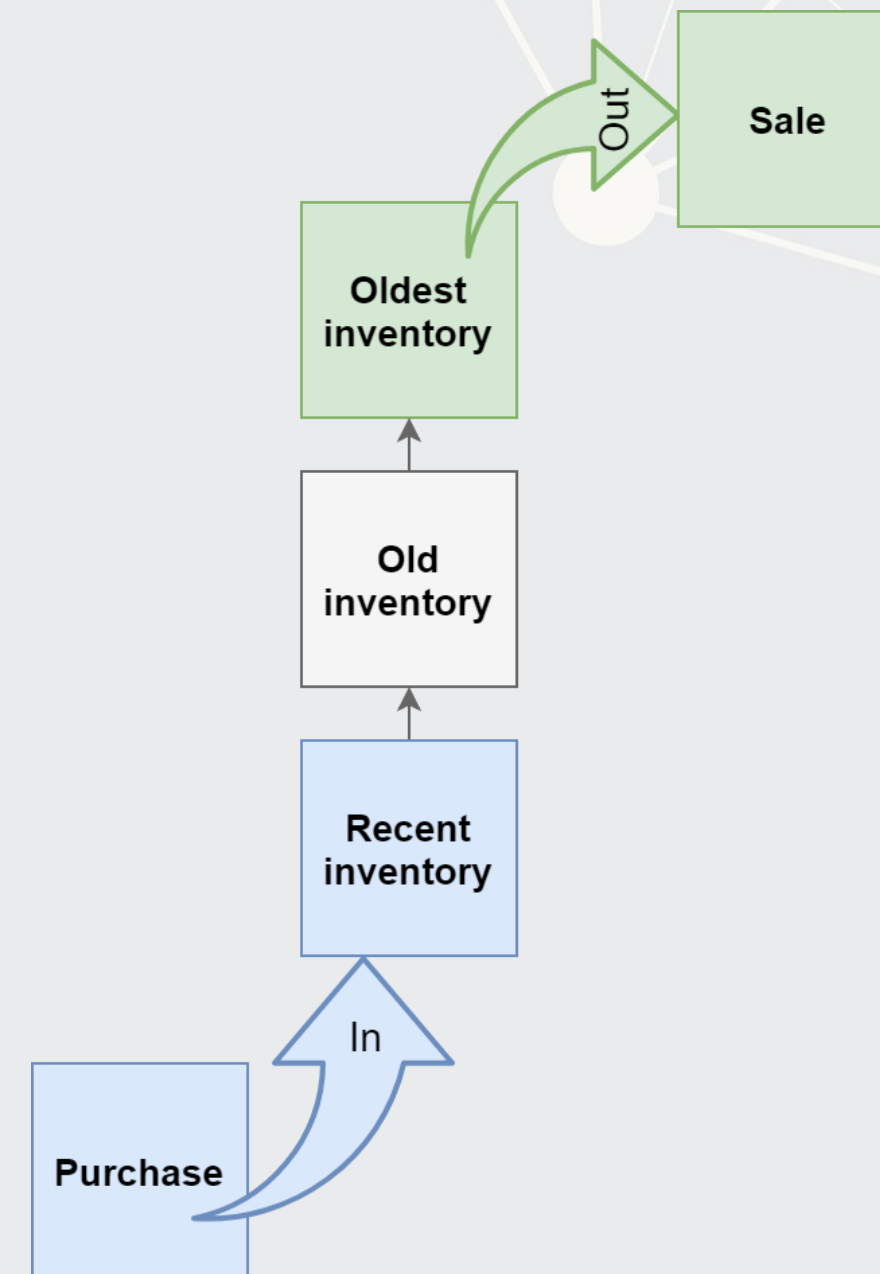 Out
Sale
Oldest
inventory
Old
inventory
Recent
inventory
In
Purchase